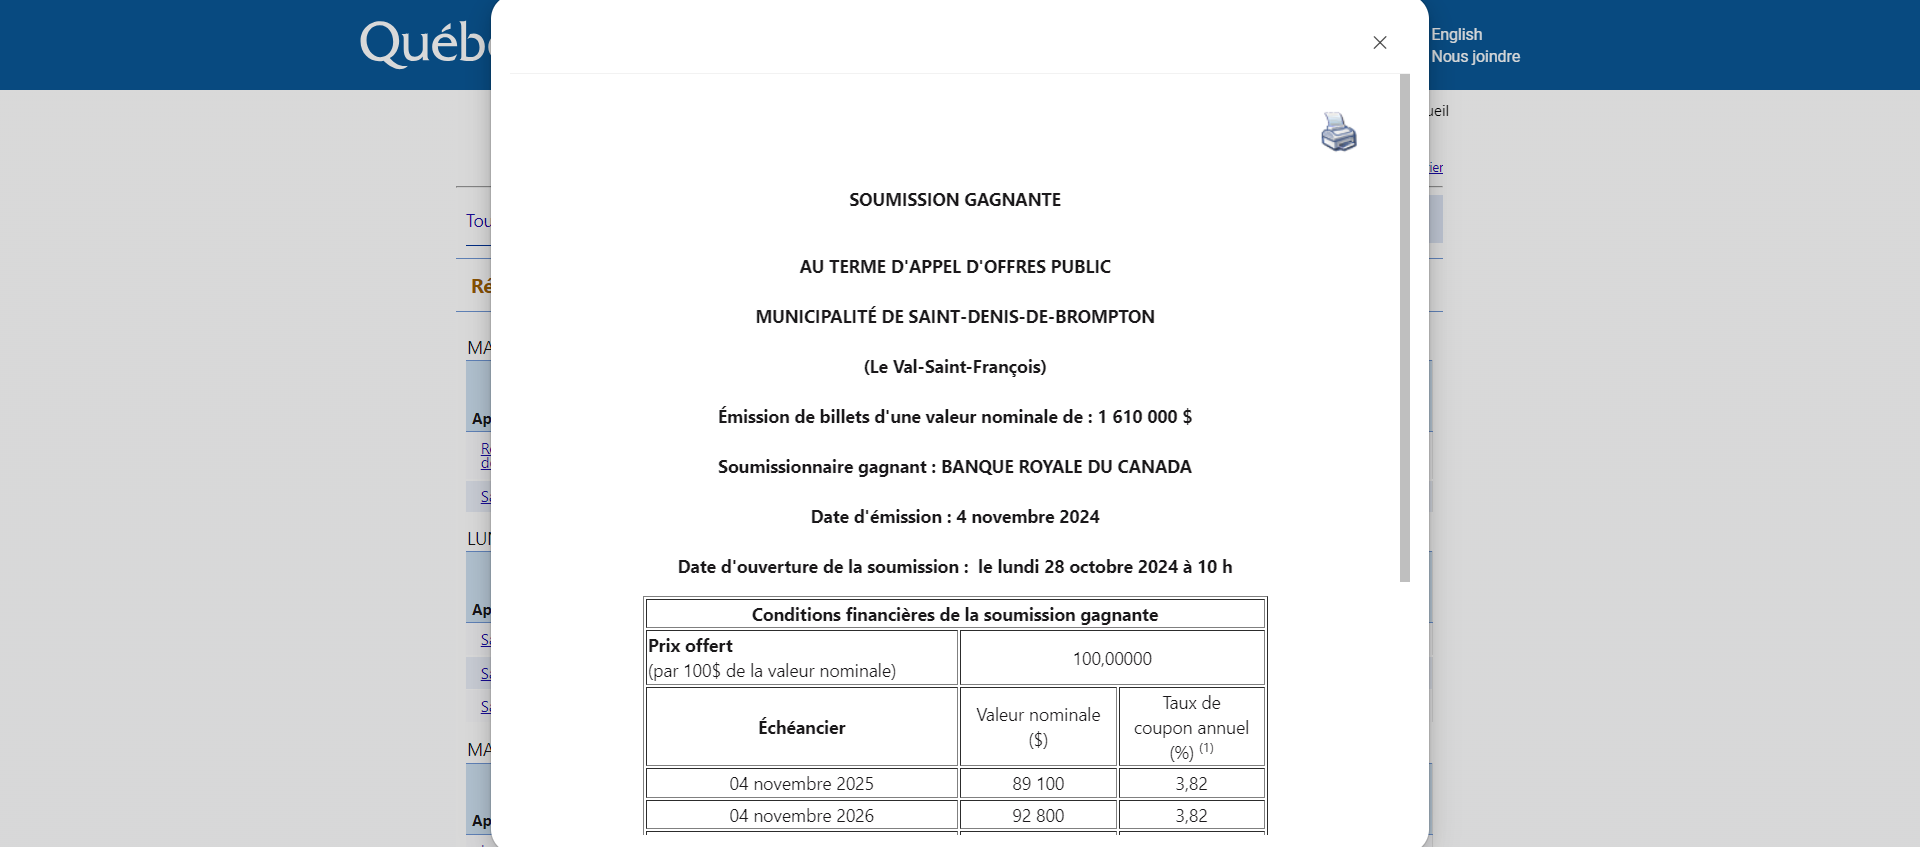 Québ
English
Nous joindre
ueil
ier
Tou
Ré
MA
Ap
R
d
Sa
LUN
Ap
Sa
Sa
Sa
MA
Ap
SOUMISSION GAGNANTE
AU TERME D'APPEL D'OFFRES PUBLIC
MUNICIPALITÉ DE SAINT-DENIS-DE-BROMPTON
(Le Val-Saint-François)
Émission de billets d'une valeur nominale de : 1 610 000 $
Soumissionnaire gagnant : BANQUE ROYALE DU CANADA
Date d'émission : 4 novembre 2024
Date d'ouverture de la soumission :  le lundi 28 octobre 2024 à 10 h
Conditions financières de la soumission gagnante
Prix offert
(par 100$ de la valeur nominale)
100,00000
Échéancier
Valeur nominale
($)
Taux de
coupon annuel
(%) (1)
04 novembre 2025 89 100 3,82
04 novembre 2026 92 800 3,82